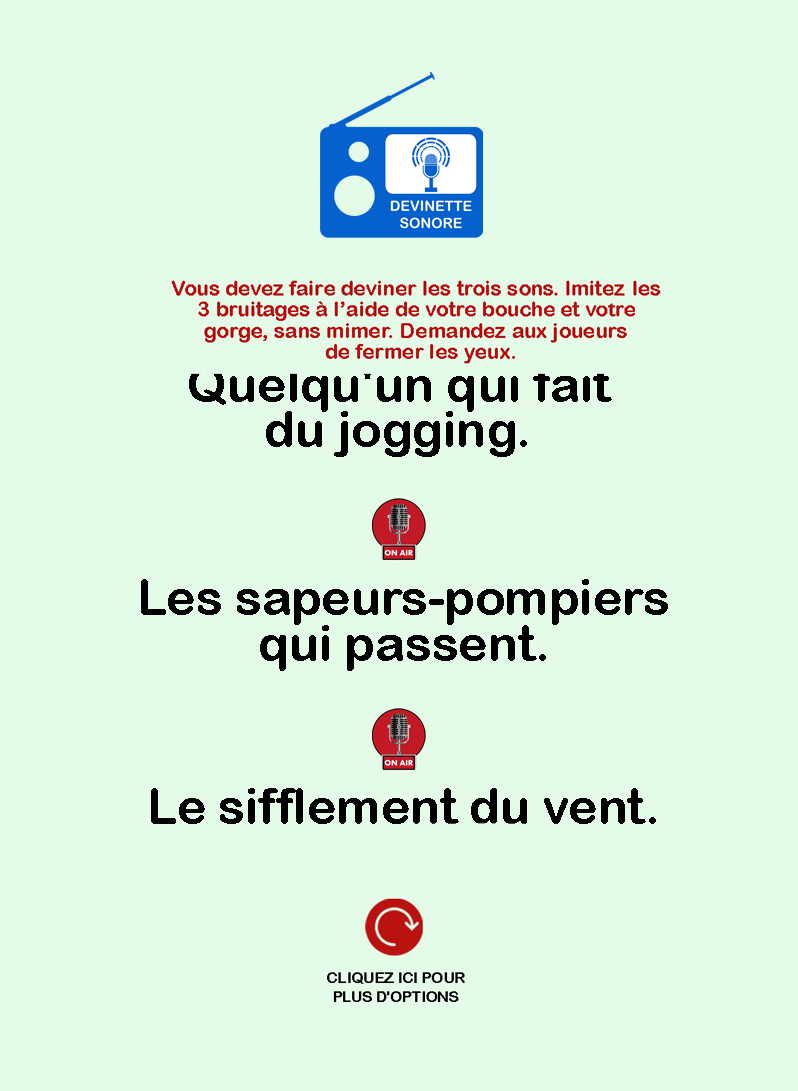 DEVINETTE
SONORE
Vous devez faire deviner les trois sons. Imitez les
3 bruitages à l’aide de votre bouche et votre
gorge, sans mimer. Demandez aux joueurs
de fermer les yeux.
Quelqu'un qui fait
du jogging.
ON AIR
Les sapeurs-pompiers
qui passent.
ON AIR
Le sifflement du vent.
CLIQUEZ ICI POUR
PLUS D'OPTIONS